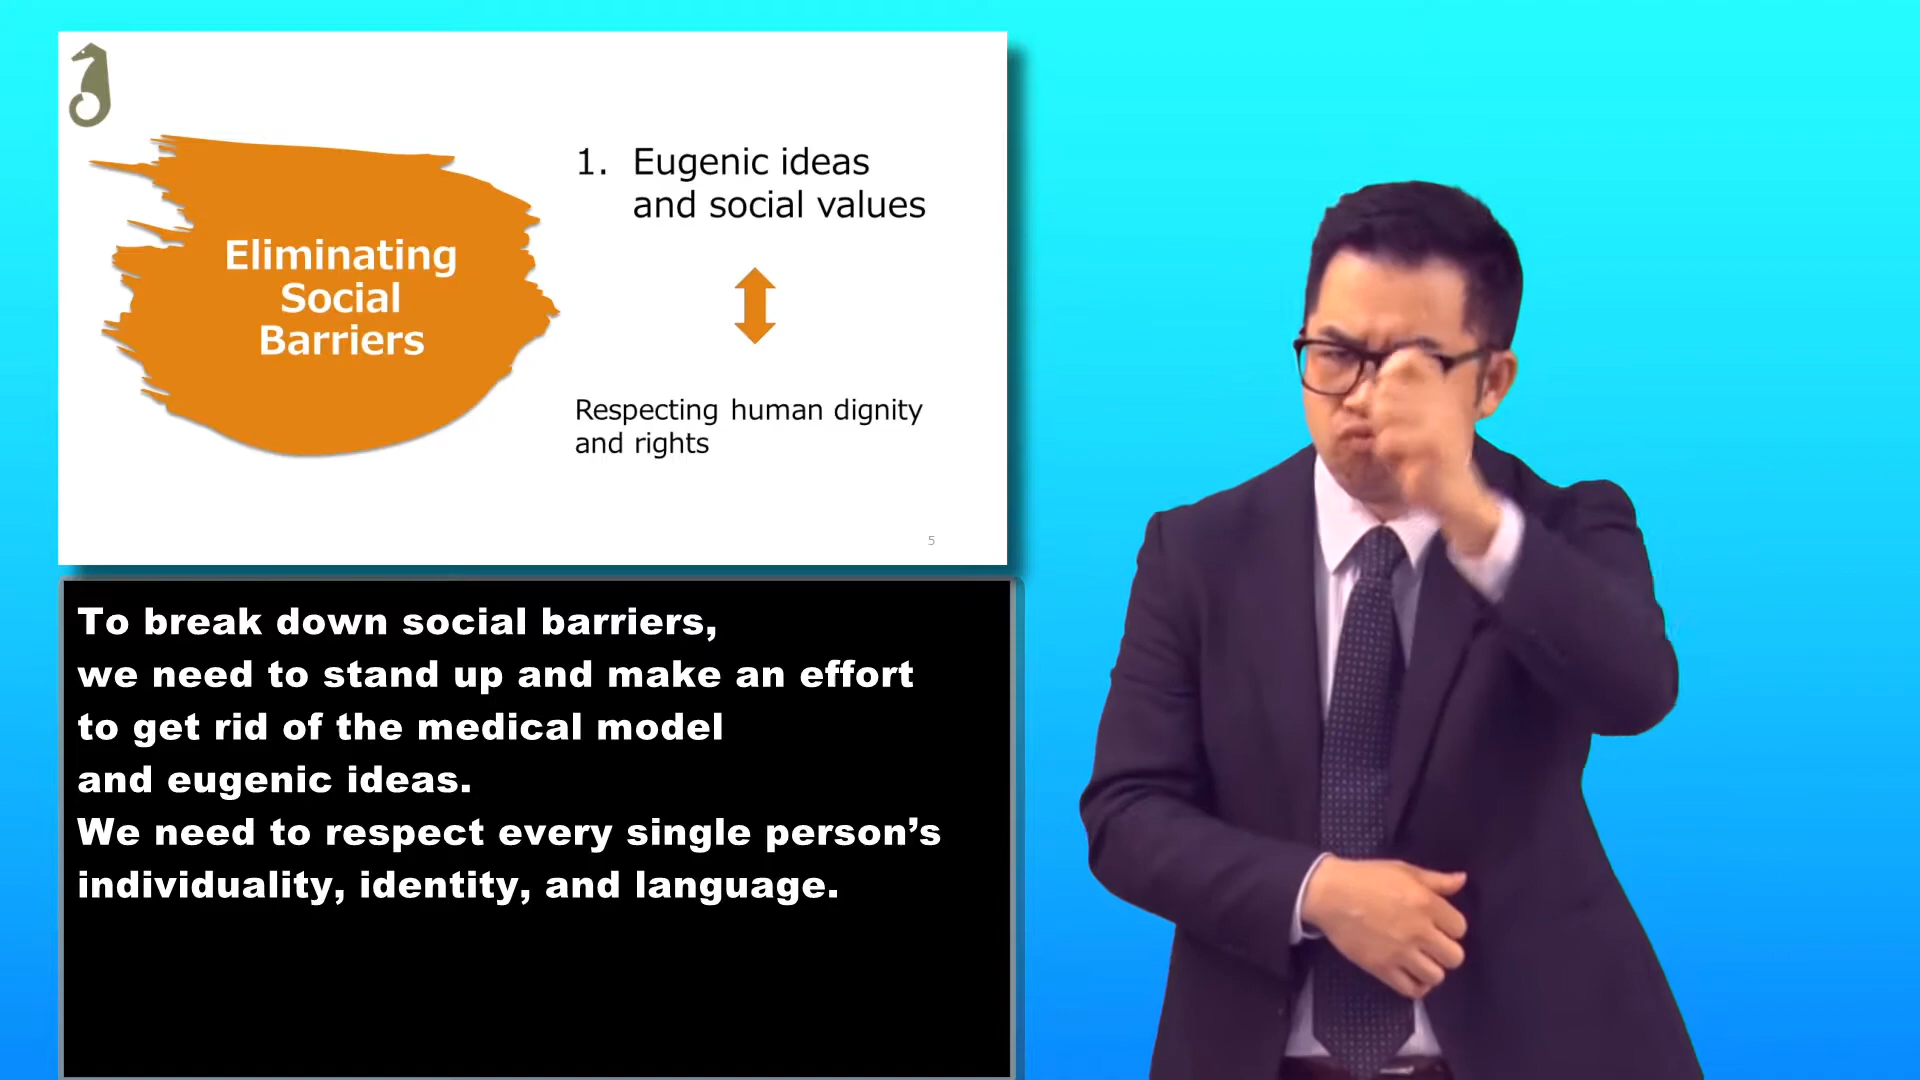 Eliminating
Social
Barriers
1. Eugenic ideas
and social values
Respecting human dignity
and rights
5
To break down social barriers,
we need to stand up and make an effort
to get rid of the medical model
and eugenic ideas.
We need to respect every single person’s
individuality, identity, and language.